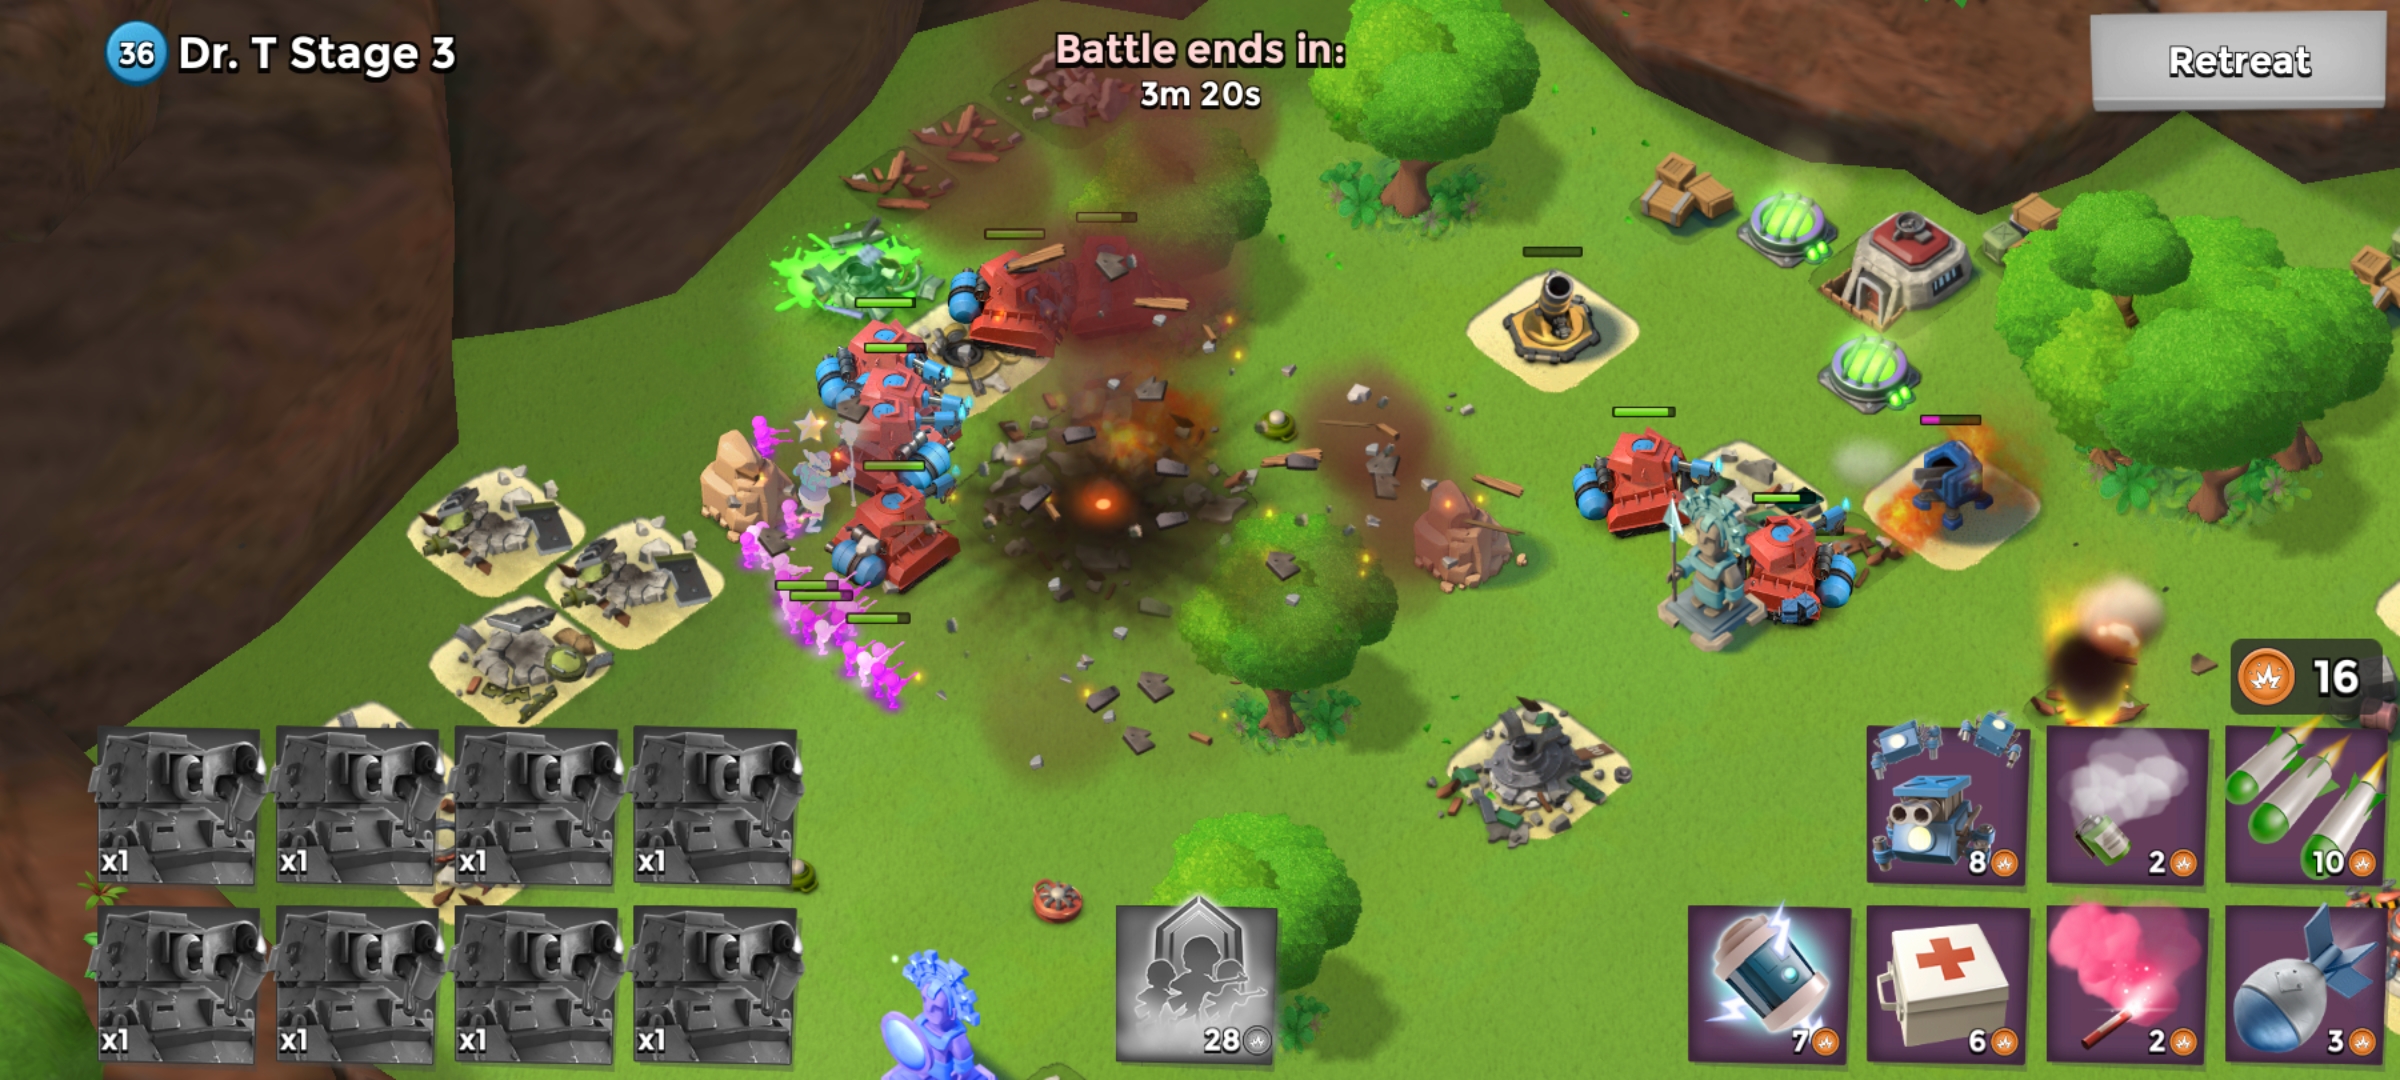 36 Dr. T Stage 3
Battle ends in:
3m 20s
Retreat
16
x1 x1 x1 x1
8 2 10
x1 x1 x1 x1
28
7 6 2 3